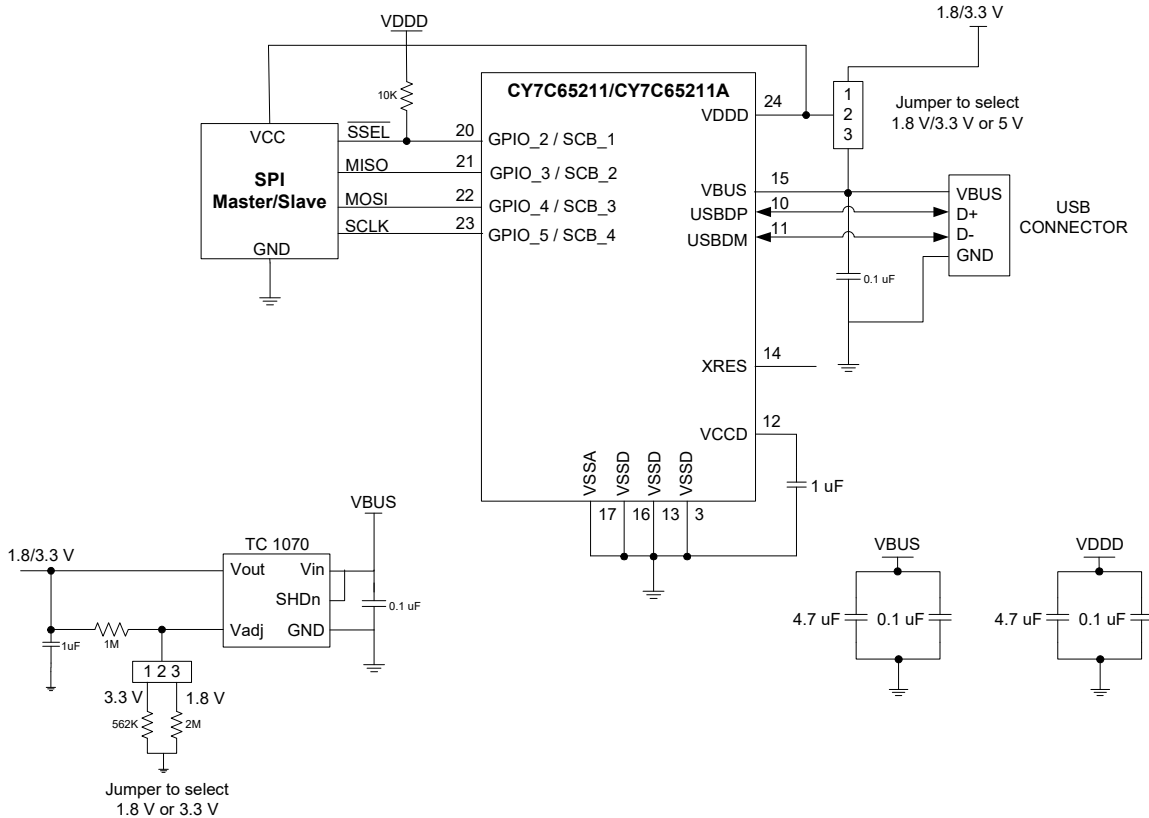 1.8/3.3 V
VDDD
10K
CY7C65211/CY7C65211A
VDDD
24
1
2
3
Jumper to select
1.8 V/3.3 V or 5 V
VCC
SPI
Master/Slave
GND
SSEL
20
GPIO_2 / SCB_1
MISO
21
GPIO_3 / SCB_2
MOSI
22
GPIO_4 / SCB_3
SCLK
23
GPIO_5 / SCB_4
VBUS
15
USBDP
10
USBDM
11
VBUS
D+
D-
GND
USB
CONNECTOR
0.1 uF
XRES
14
VCCD
12
1 uF
VSSA
VSSD
VSSD
VSSD
17
16
13
3
VBUS
1.8/3.3 V
TC 1070
Vout
Vin
SHDn
Vadj
GND
0.1 uF
1uF
1M
1 2 3
3.3 V
1.8 V
562K
2M
Jumper to select
1.8 V or 3.3 V
VBUS
4.7 uF
0.1 uF
VDDD
4.7 uF
0.1 uF